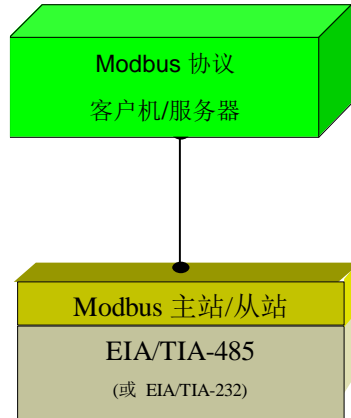 Modbus 协议
客户机/服务器
Modbus 主站/从站
EIA/TIA-485
(或 EIA/TIA-232)